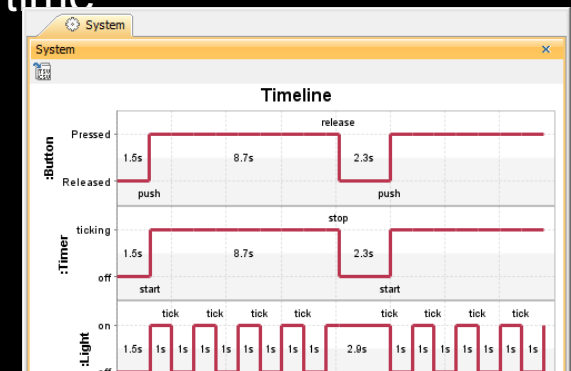 time
System
System
Timeline
release
Pressed
:Button
1.5s 8.7s 2.3s
Released
push push
stop
ticking
:Timer
1.5s 8.7s 2.3s
off
start start
tick tick tick tick tick tick tick tick
on
:Light
1.5s 1s 1s 1s 1s 1s 1s 1s 2.9s 1s 1s 1s 1s 1s 1s 1s
off